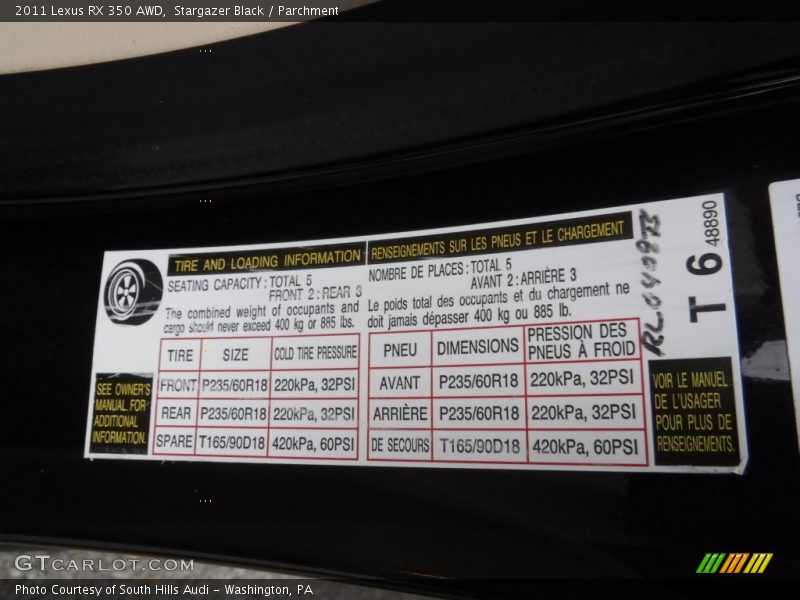 2011 Lexus RX 350 AWD, Stargazer Black / Parchment
TIRE AND LOADING INFORMATION
SEATING CAPACITY : TOTAL 5
FRONT 2 : REAR 3
The combined weight of occupants and
cargo should never exceed 400 kg or 885 lbs.
RENSEIGNEMENTS SUR LES PNEUS ET LE CHARGEMENT
NOMBRE DE PLACES : TOTAL 5
AVANT 2 : ARRIÈRE 3
Le poids total des occupants et du chargement ne
doit jamais dépasser 400 kg ou 885 lb.
TIRE SIZE COLD TIRE PRESSURE
FRONT P235/60R18 220kPa, 32PSI
REAR P235/60R18 220kPa, 32PSI
SPARE T165/90D18 420kPa, 60PSI
PNEU DIMENSIONS PRESSION DES
PNEUS À FROID
AVANT P235/60R18 220kPa, 32PSI
ARRIÈRE P235/60R18 220kPa, 32PSI
DE SECOURS T165/90D18 420kPa, 60PSI
SEE OWNER'S
MANUAL FOR
ADDITIONAL
INFORMATION.
VOIR LE MANUEL
DE L'USAGER
POUR PLUS DE
RENSEIGNEMENTS.
T 6 48890
GTCARLOT.COM
Photo Courtesy of South Hills Audi - Washington, PA